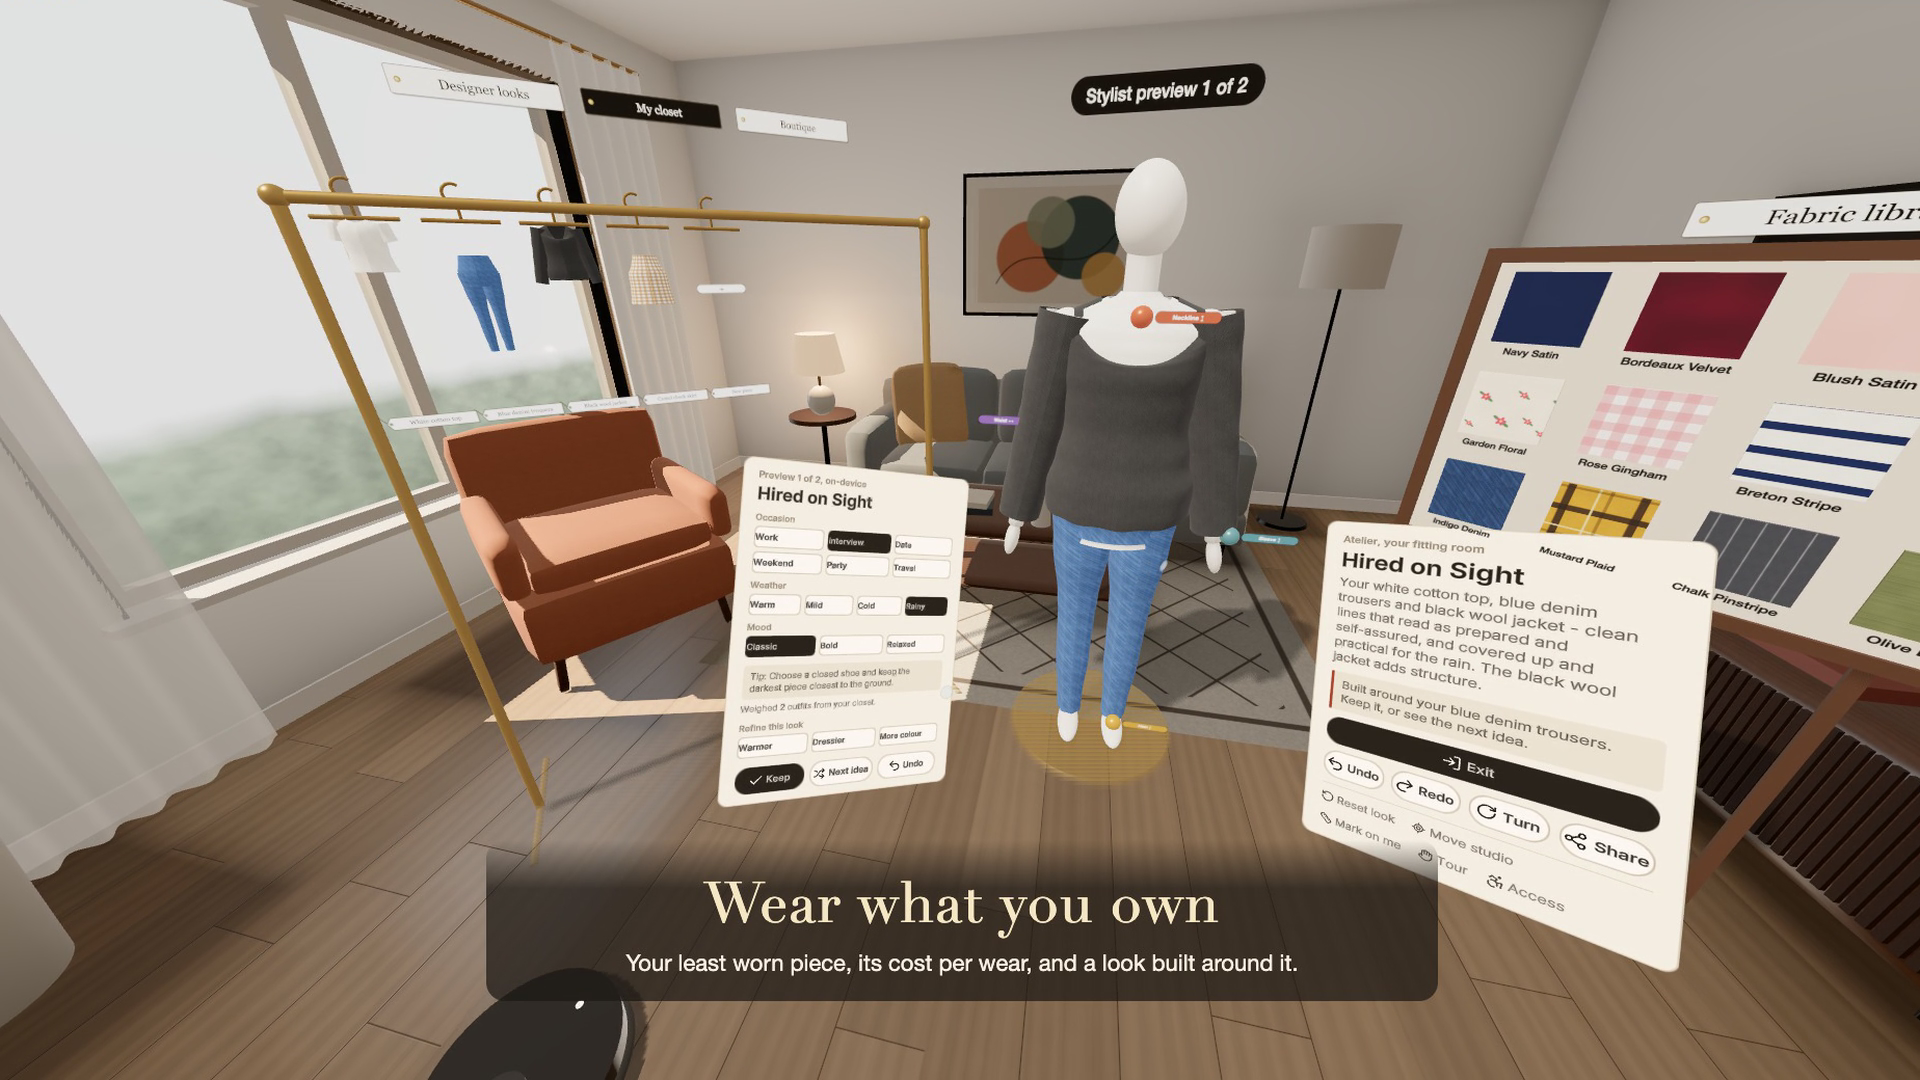 Designer looks
My closet
Boutique
Stylist preview 1 of 2
Neckline
White cotton top
Blue denim trousers
Preview 1 of 2, on-device
Hired on Sight
Occasion
Work
Interview
Date
Weekend
Party
Travel
Weather
Warm
Mild
Cold
Rainy
Mood
Classic
Bold
Relaxed
Tip: Choose a closed shoe and keep the
darkest piece closest to the ground.
Weighed 2 outfits from your closet.
Refine this look
Warmer
Dressier
More colour
Keep
Next idea
Undo
Fabric libr
Navy Satin
Bordeaux Velvet
Blush Satin
Garden Floral
Rose Gingham
Breton Stripe
Indigo Denim
Mustard Plaid
Chalk Pinstripe
Olive
Atelier, your fitting room
Hired on Sight
Your white cotton top, blue denim
trousers and black wool jacket - clean
lines that read as prepared and
self-assured, and covered up and
practical for the rain. The black wool
jacket adds structure.
Built around your blue denim trousers.
Keep it, or see the next idea.
Exit
Undo
Redo
Turn
Share
Reset look
Move studio
Mark on me
Tour
Access
Wear what you own
Your least worn piece, its cost per wear, and a look built around it.